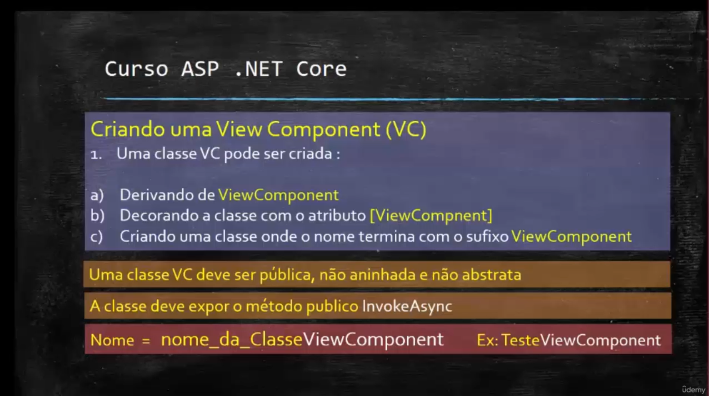 Curso ASP .NET Core
Criando uma View Component (VC)
1. Uma classe VC pode ser criada :
a) Derivando de ViewComponent
b) Decorando a classe com o atributo [ViewCompnent]
c) Criando uma classe onde o nome termina com o sufixo ViewComponent
Uma classe VC deve ser pública, não aninhada e não abstrata
A classe deve expor o método publico InvokeAsync
Nome = nome_da_ClasseViewComponent Ex: TesteViewComponent
ûdemy